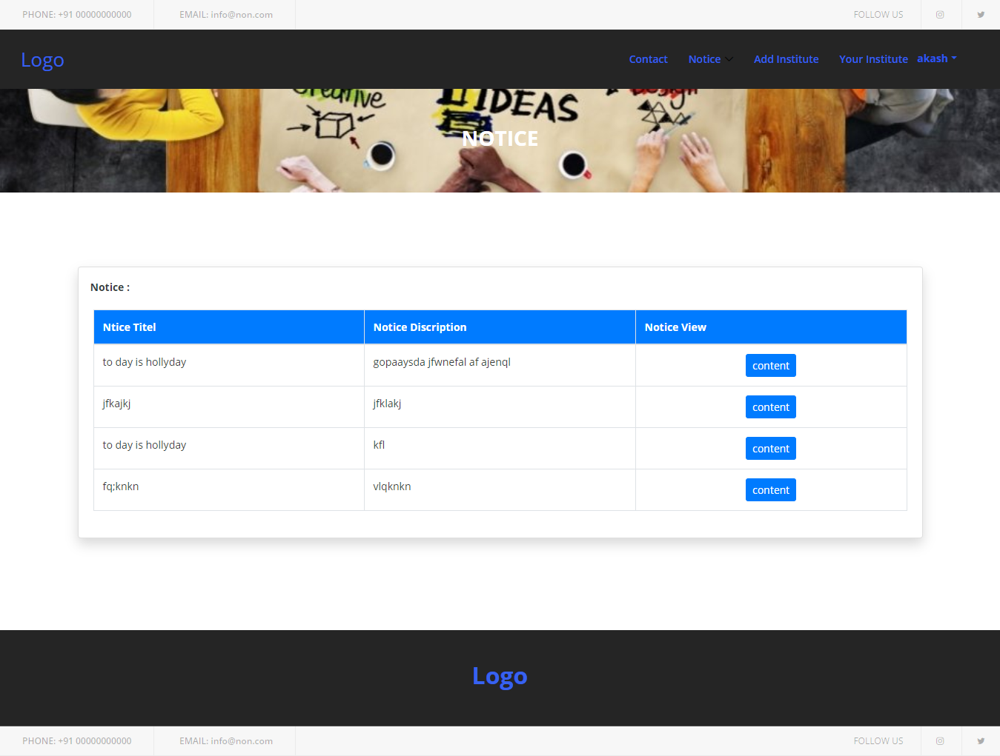 PHONE: +91 00000000000 EMAIL: info@non.com FOLLOW US
Logo Contact Notice Add Institute Your Institute akash
Creative IDEAS Design
NOTICE
Notice :
Ntice Titel Notice Discription Notice View
to day is hollyday gopaaysda jfwnefal af ajenql content
jfkajkj jfklakj content
to day is hollyday kfl content
fq;knkn vlqknkn content
Logo
PHONE: +91 00000000000 EMAIL: info@non.com FOLLOW US